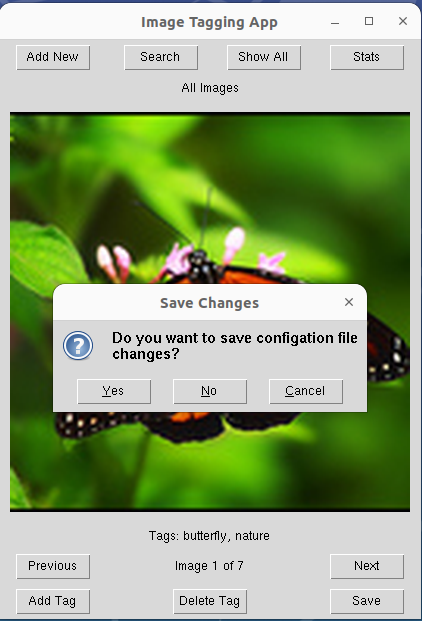 Image Tagging App
Add New Search Show All Stats
All Images
Save Changes
Do you want to save configation file
changes?
Yes No Cancel
Tags: butterfly, nature
Previous Image 1 of 7 Next
Add Tag Delete Tag Save